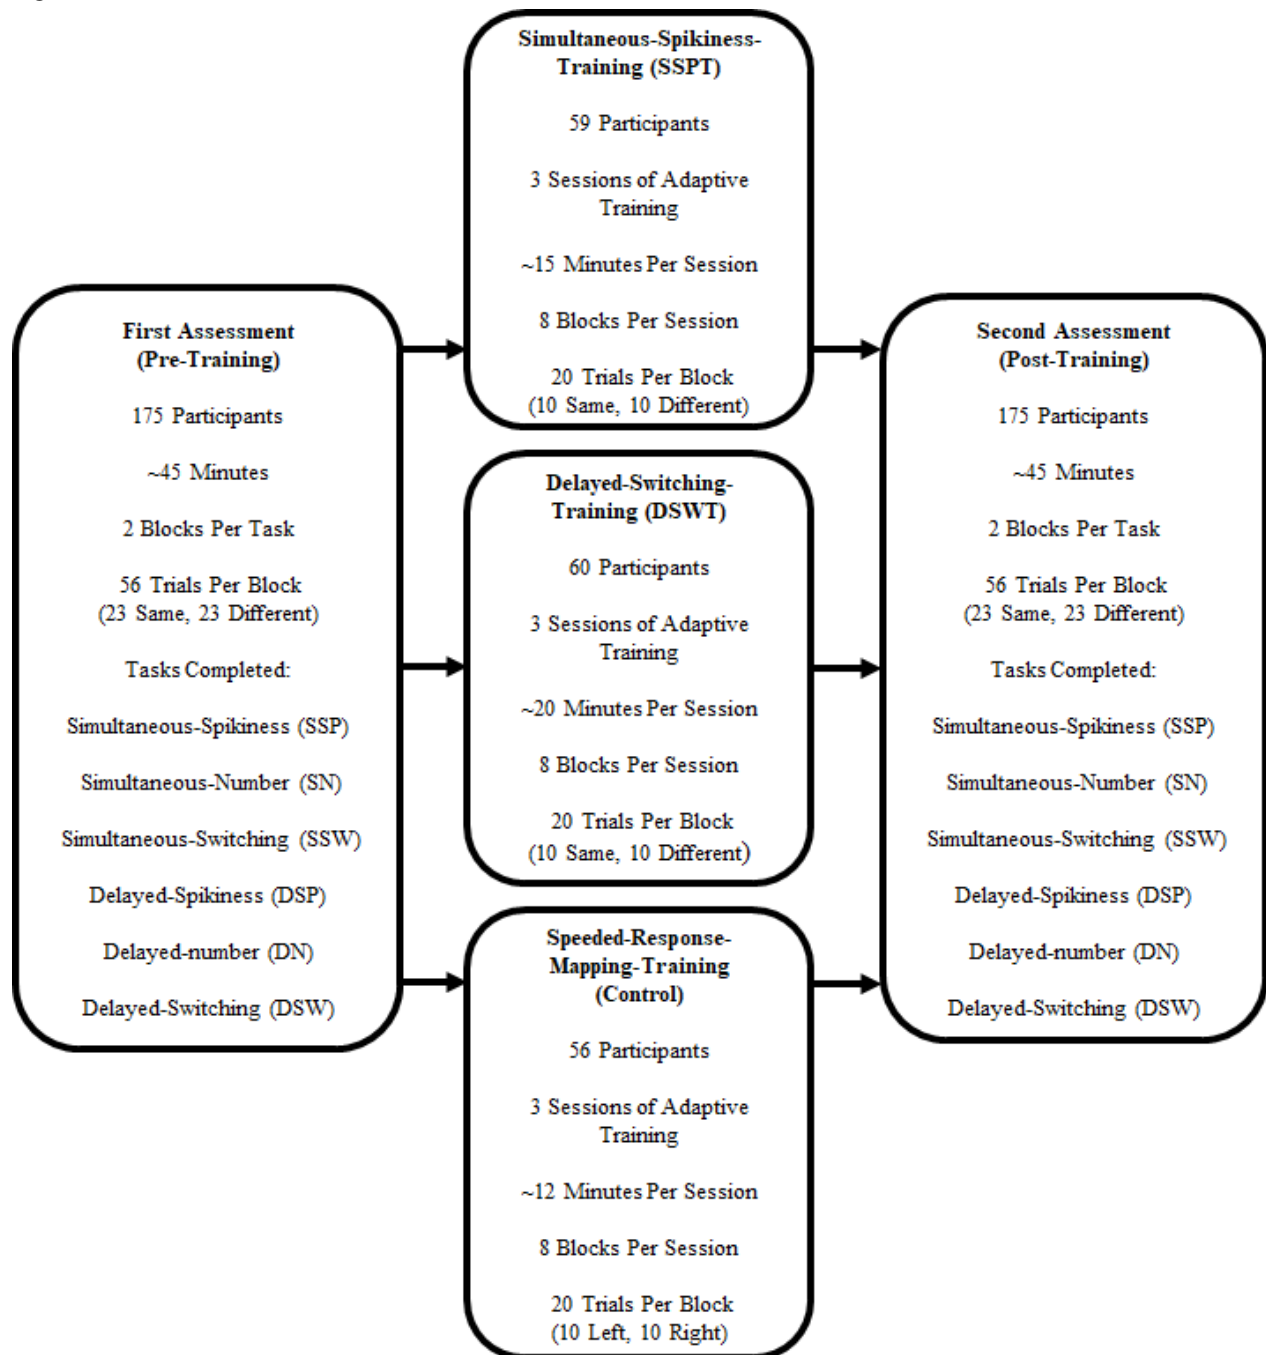 First Assessment
(Pre-Training)
175 Participants
~45 Minutes
2 Blocks Per Task
56 Trials Per Block
(23 Same, 23 Different)
Tasks Completed:
Simultaneous-Spikiness (SSP)
Simultaneous-Number (SN)
Simultaneous-Switching (SSW)
Delayed-Spikiness (DSP)
Delayed-number (DN)
Delayed-Switching (DSW)
Simultaneous-Spikiness-
Training (SSPT)
59 Participants
3 Sessions of Adaptive
Training
~15 Minutes Per Session
8 Blocks Per Session
20 Trials Per Block
(10 Same, 10 Different)
Delayed-Switching-
Training (DSWT)
60 Participants
3 Sessions of Adaptive
Training
~20 Minutes Per Session
8 Blocks Per Session
20 Trials Per Block
(10 Same, 10 Different)
Speeded-Response-
Mapping-Training
(Control)
56 Participants
3 Sessions of Adaptive
Training
~12 Minutes Per Session
8 Blocks Per Session
20 Trials Per Block
(10 Left, 10 Right)
Second Assessment
(Post-Training)
175 Participants
~45 Minutes
2 Blocks Per Task
56 Trials Per Block
(23 Same, 23 Different)
Tasks Completed:
Simultaneous-Spikiness (SSP)
Simultaneous-Number (SN)
Simultaneous-Switching (SSW)
Delayed-Spikiness (DSP)
Delayed-number (DN)
Delayed-Switching (DSW)